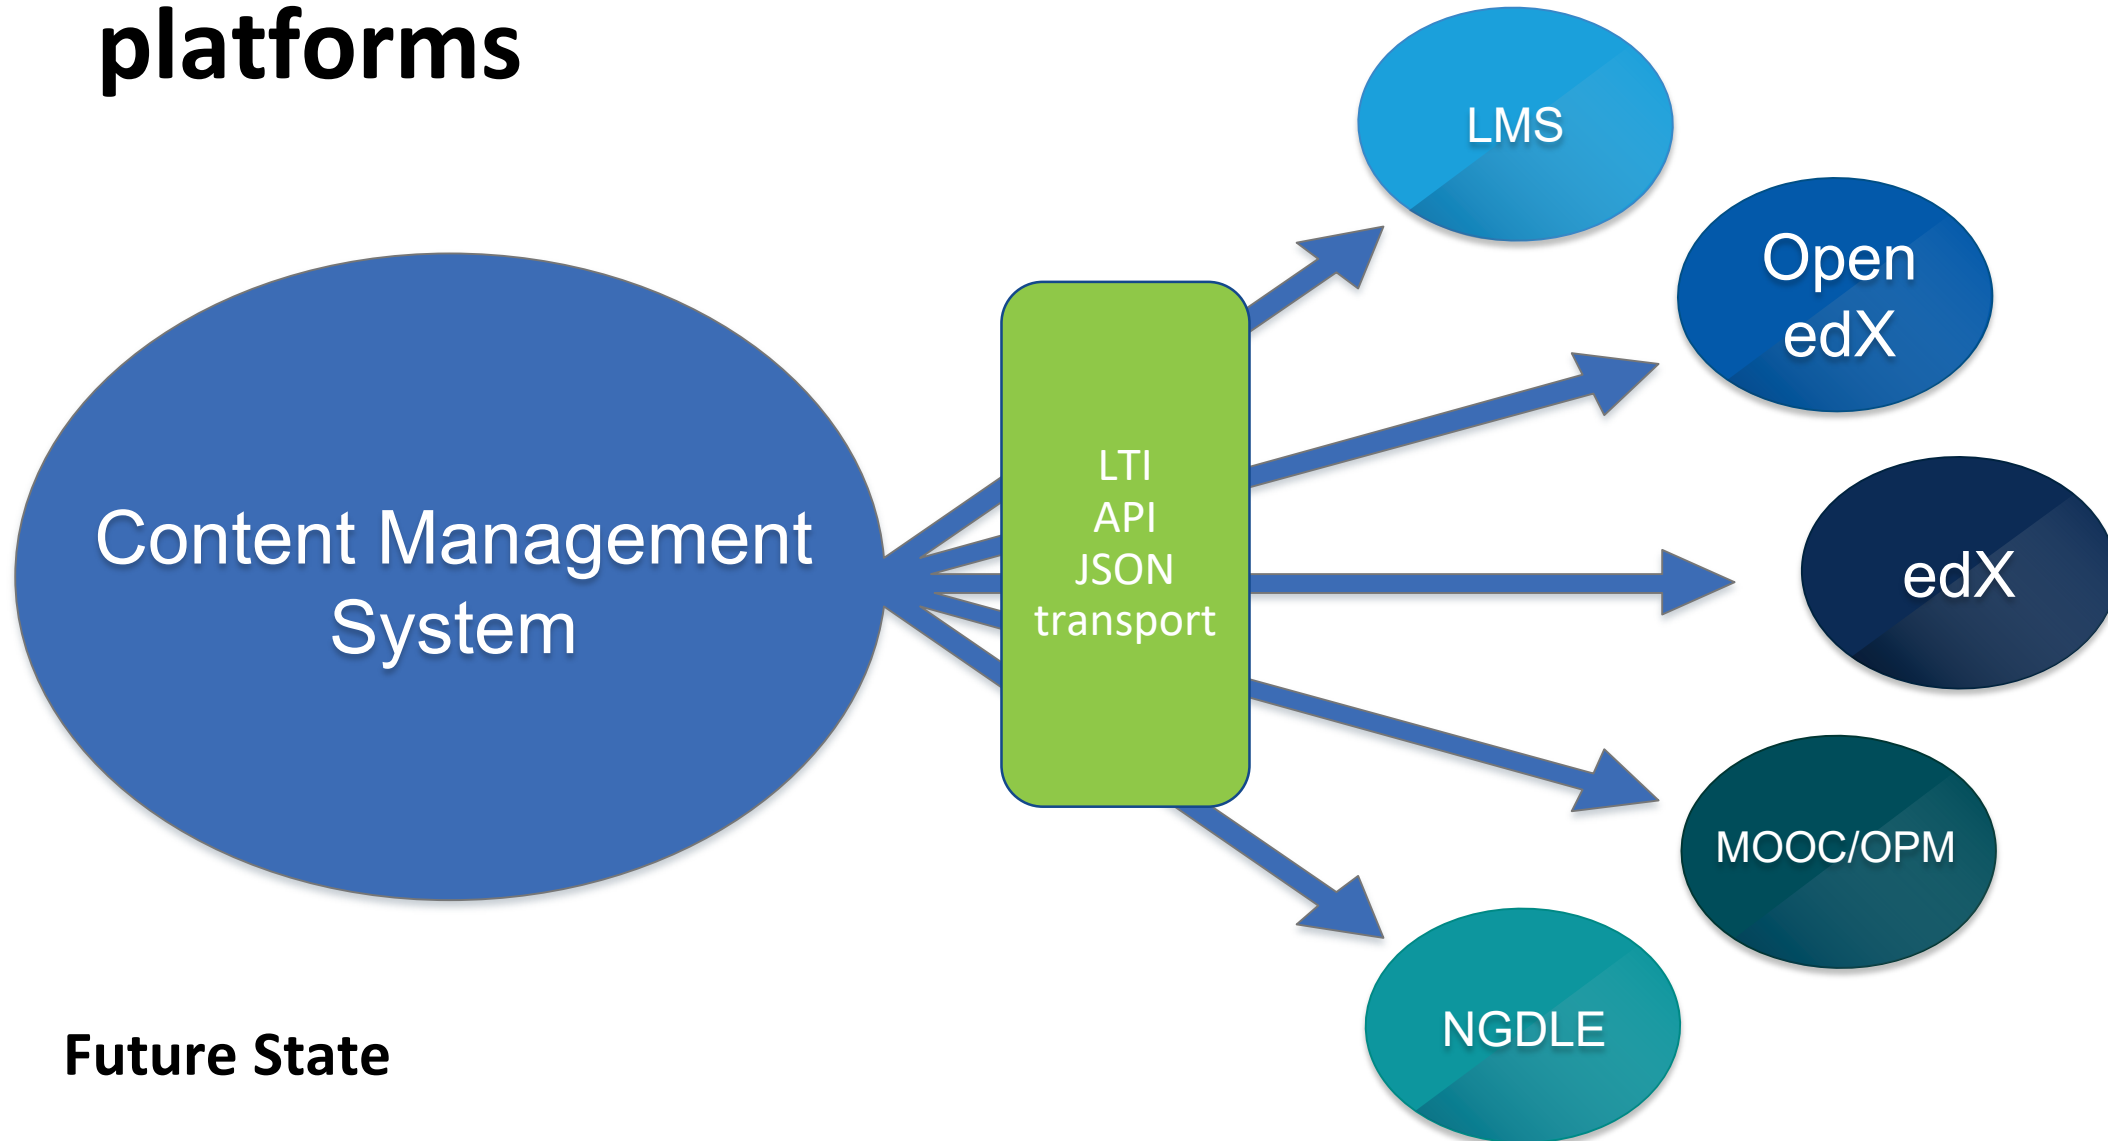 platforms
LMS
Open
edX
Content Management
System
LTI
API
JSON
transport
edX
MOOC/OPM
NGDLE
Future State